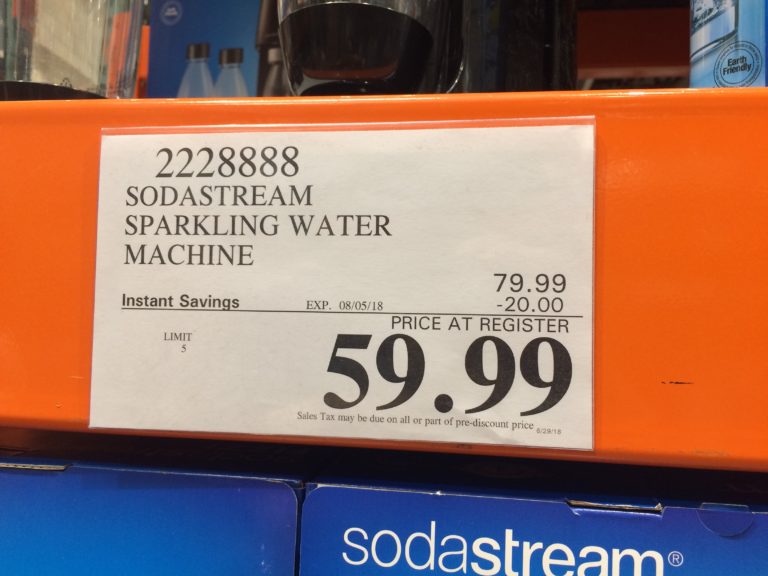 Earth
Friendly
2228888
SODASTREAM
SPARKLING WATER
MACHINE
79.99
Instant Savings EXP. 08/05/18 -20.00
PRICE AT REGISTER
LIMIT
5
59.99
Sales Tax may be due on all or part of pre-discount price 6/29/18
sodastream®